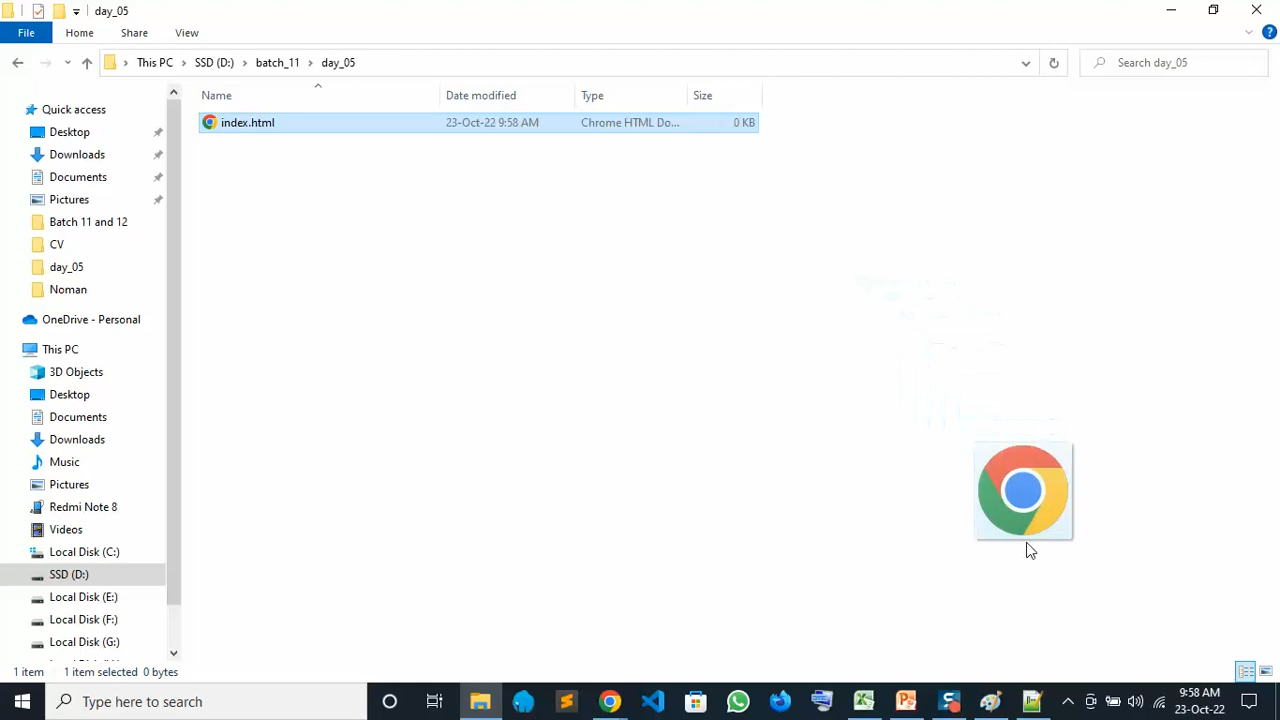 day_05
File Home Share View
This PC SSD (D:) batch_11 day_05 Search day_05
Name Date modified Type Size
index.html 23-Oct-22 9:58 AM Chrome HTML Do... 0 KB
Quick access
Desktop
Downloads
Documents
Pictures
Batch 11 and 12
CV
day_05
Noman
OneDrive - Personal
This PC
3D Objects
Desktop
Documents
Downloads
Music
Pictures
Redmi Note 8
Videos
Local Disk (C:)
SSD (D:)
Local Disk (E:)
Local Disk (F:)
Local Disk (G:)
1 item 1 item selected 0 bytes
Type here to search
9:58 AM
23-Oct-22